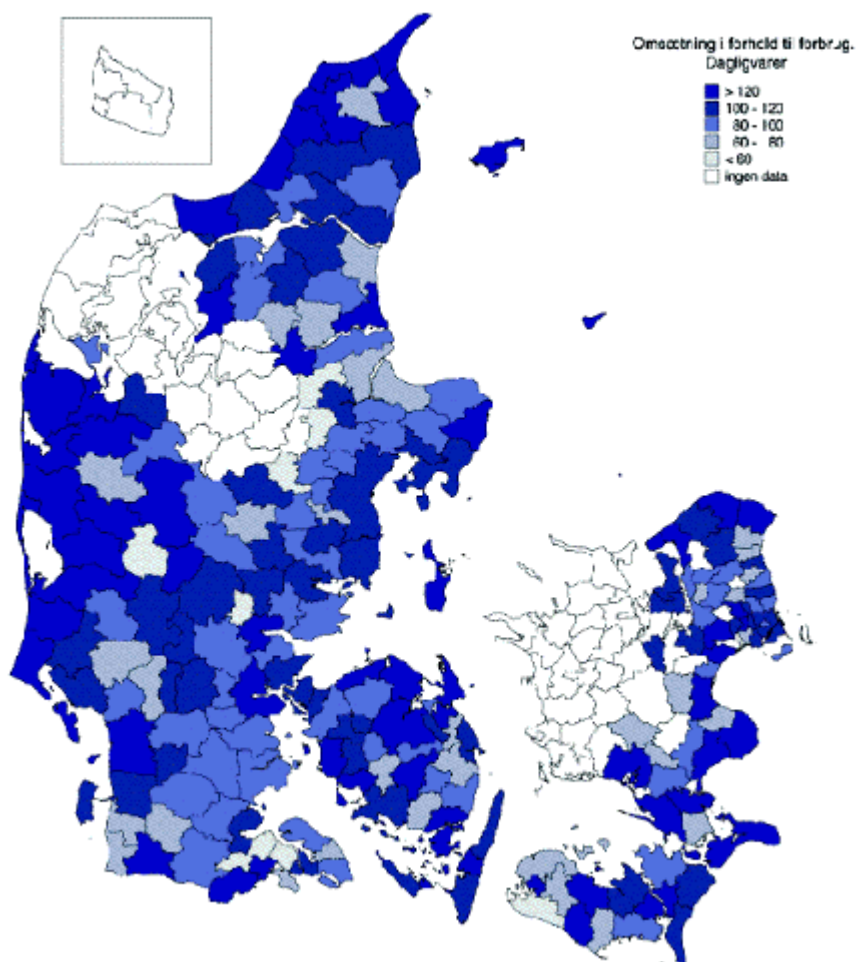 Omsætning i forhold til forbrug.
Dagligvarer
> 120
100 - 120
80 - 100
60 - 80
< 60
ingen data